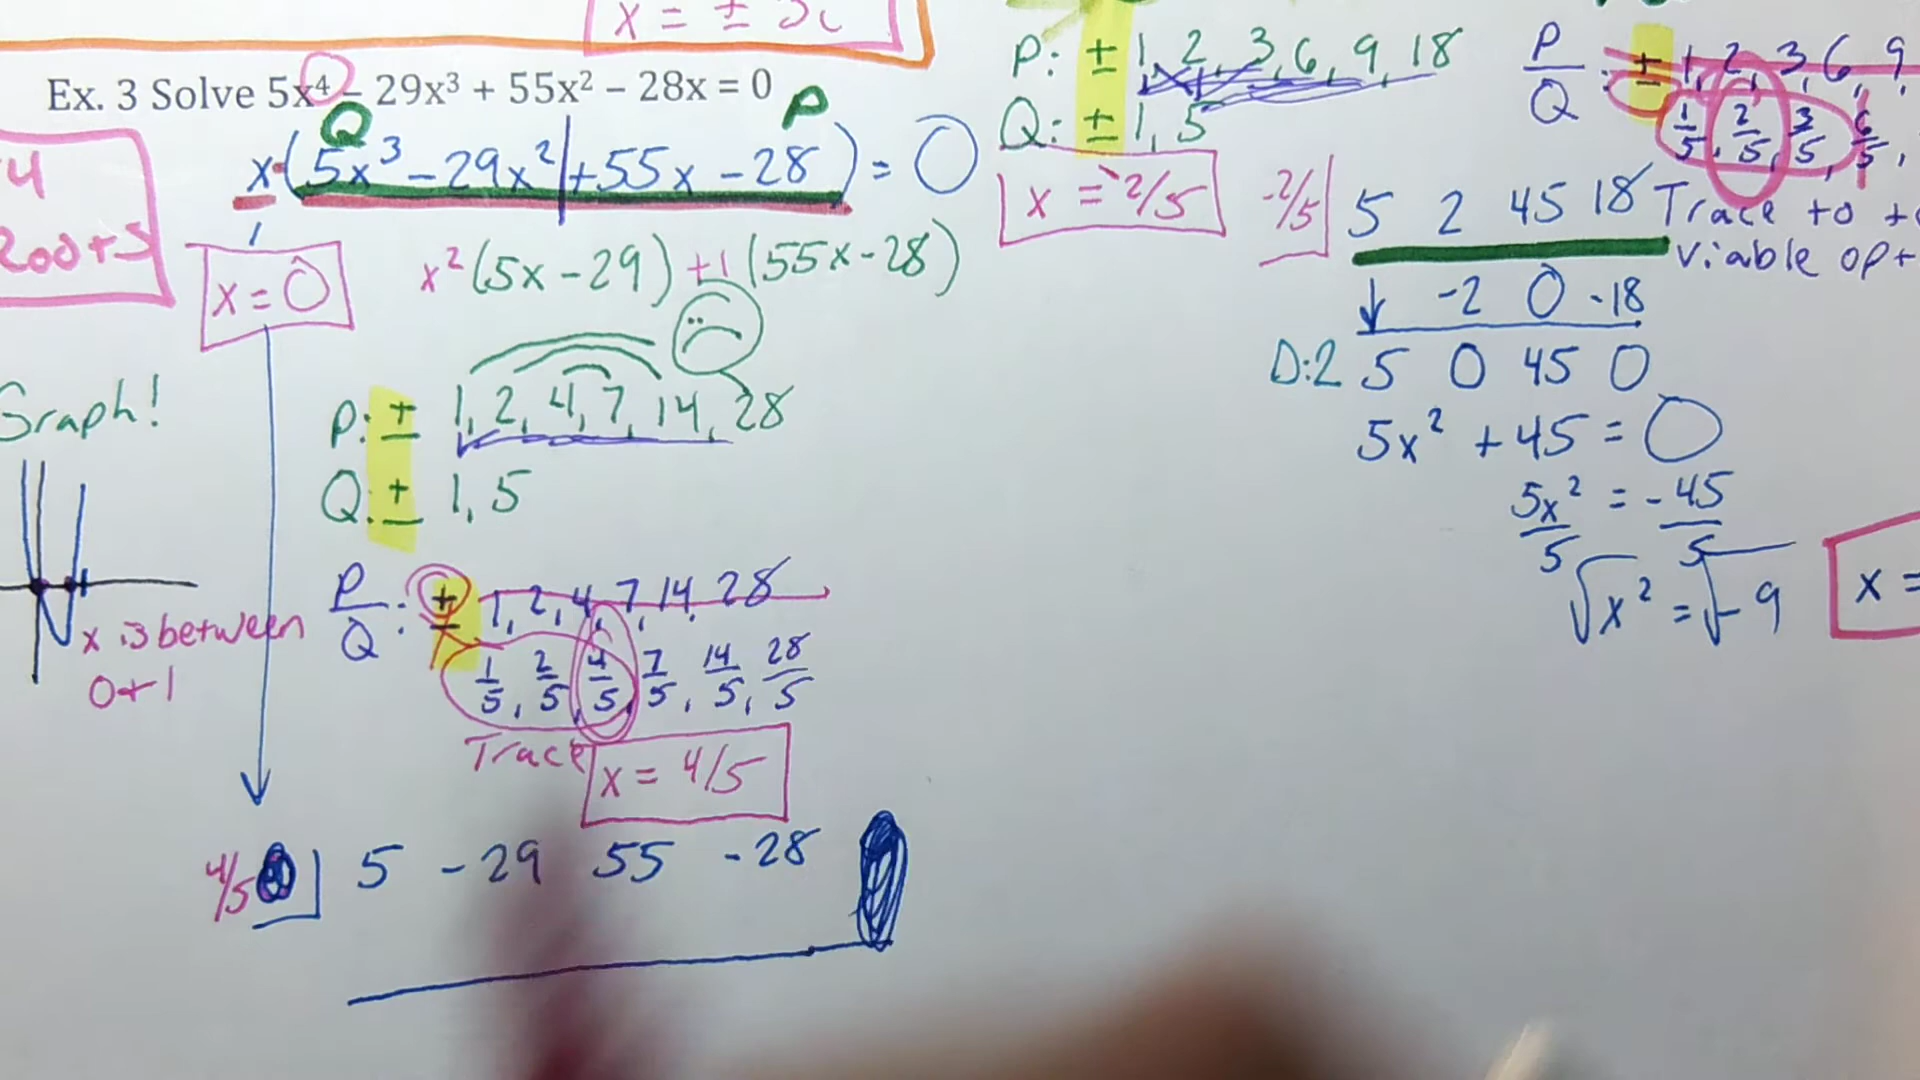 x = ± 3i
Ex. 3 Solve 5x⁴ - 29x³ + 55x² - 28x = 0
Q P
x·(5x³ - 29x² + 55x - 28) = 0
4
200+5
x = 0
x²(5x - 29) + 1(55x - 28)
Graph!
P: ± 1, 2, 4, 7, 14, 28
Q: ± 1, 5
P/Q: ± 1, 2, 4, 7, 14, 28
1/5, 2/5, 4/5, 7/5, 14/5, 28/5
x is between
0 + 1
Trace
x = 4/5
4/5 5 -29 55 -28
P: ± 1, 2, 3, 6, 9, 18
Q: ± 1, 5
x = -2/5
P/Q: ± 1, 2, 3, 6, 9
1/5, 2/5, 3/5, 6/5,
-2/5 5 2 45 18
Trace to
viable opt
-2 0 -18
D:2 5 0 45 0
5x² + 45 = 0
5x² = -45
5 5
√x² = √-9
x =